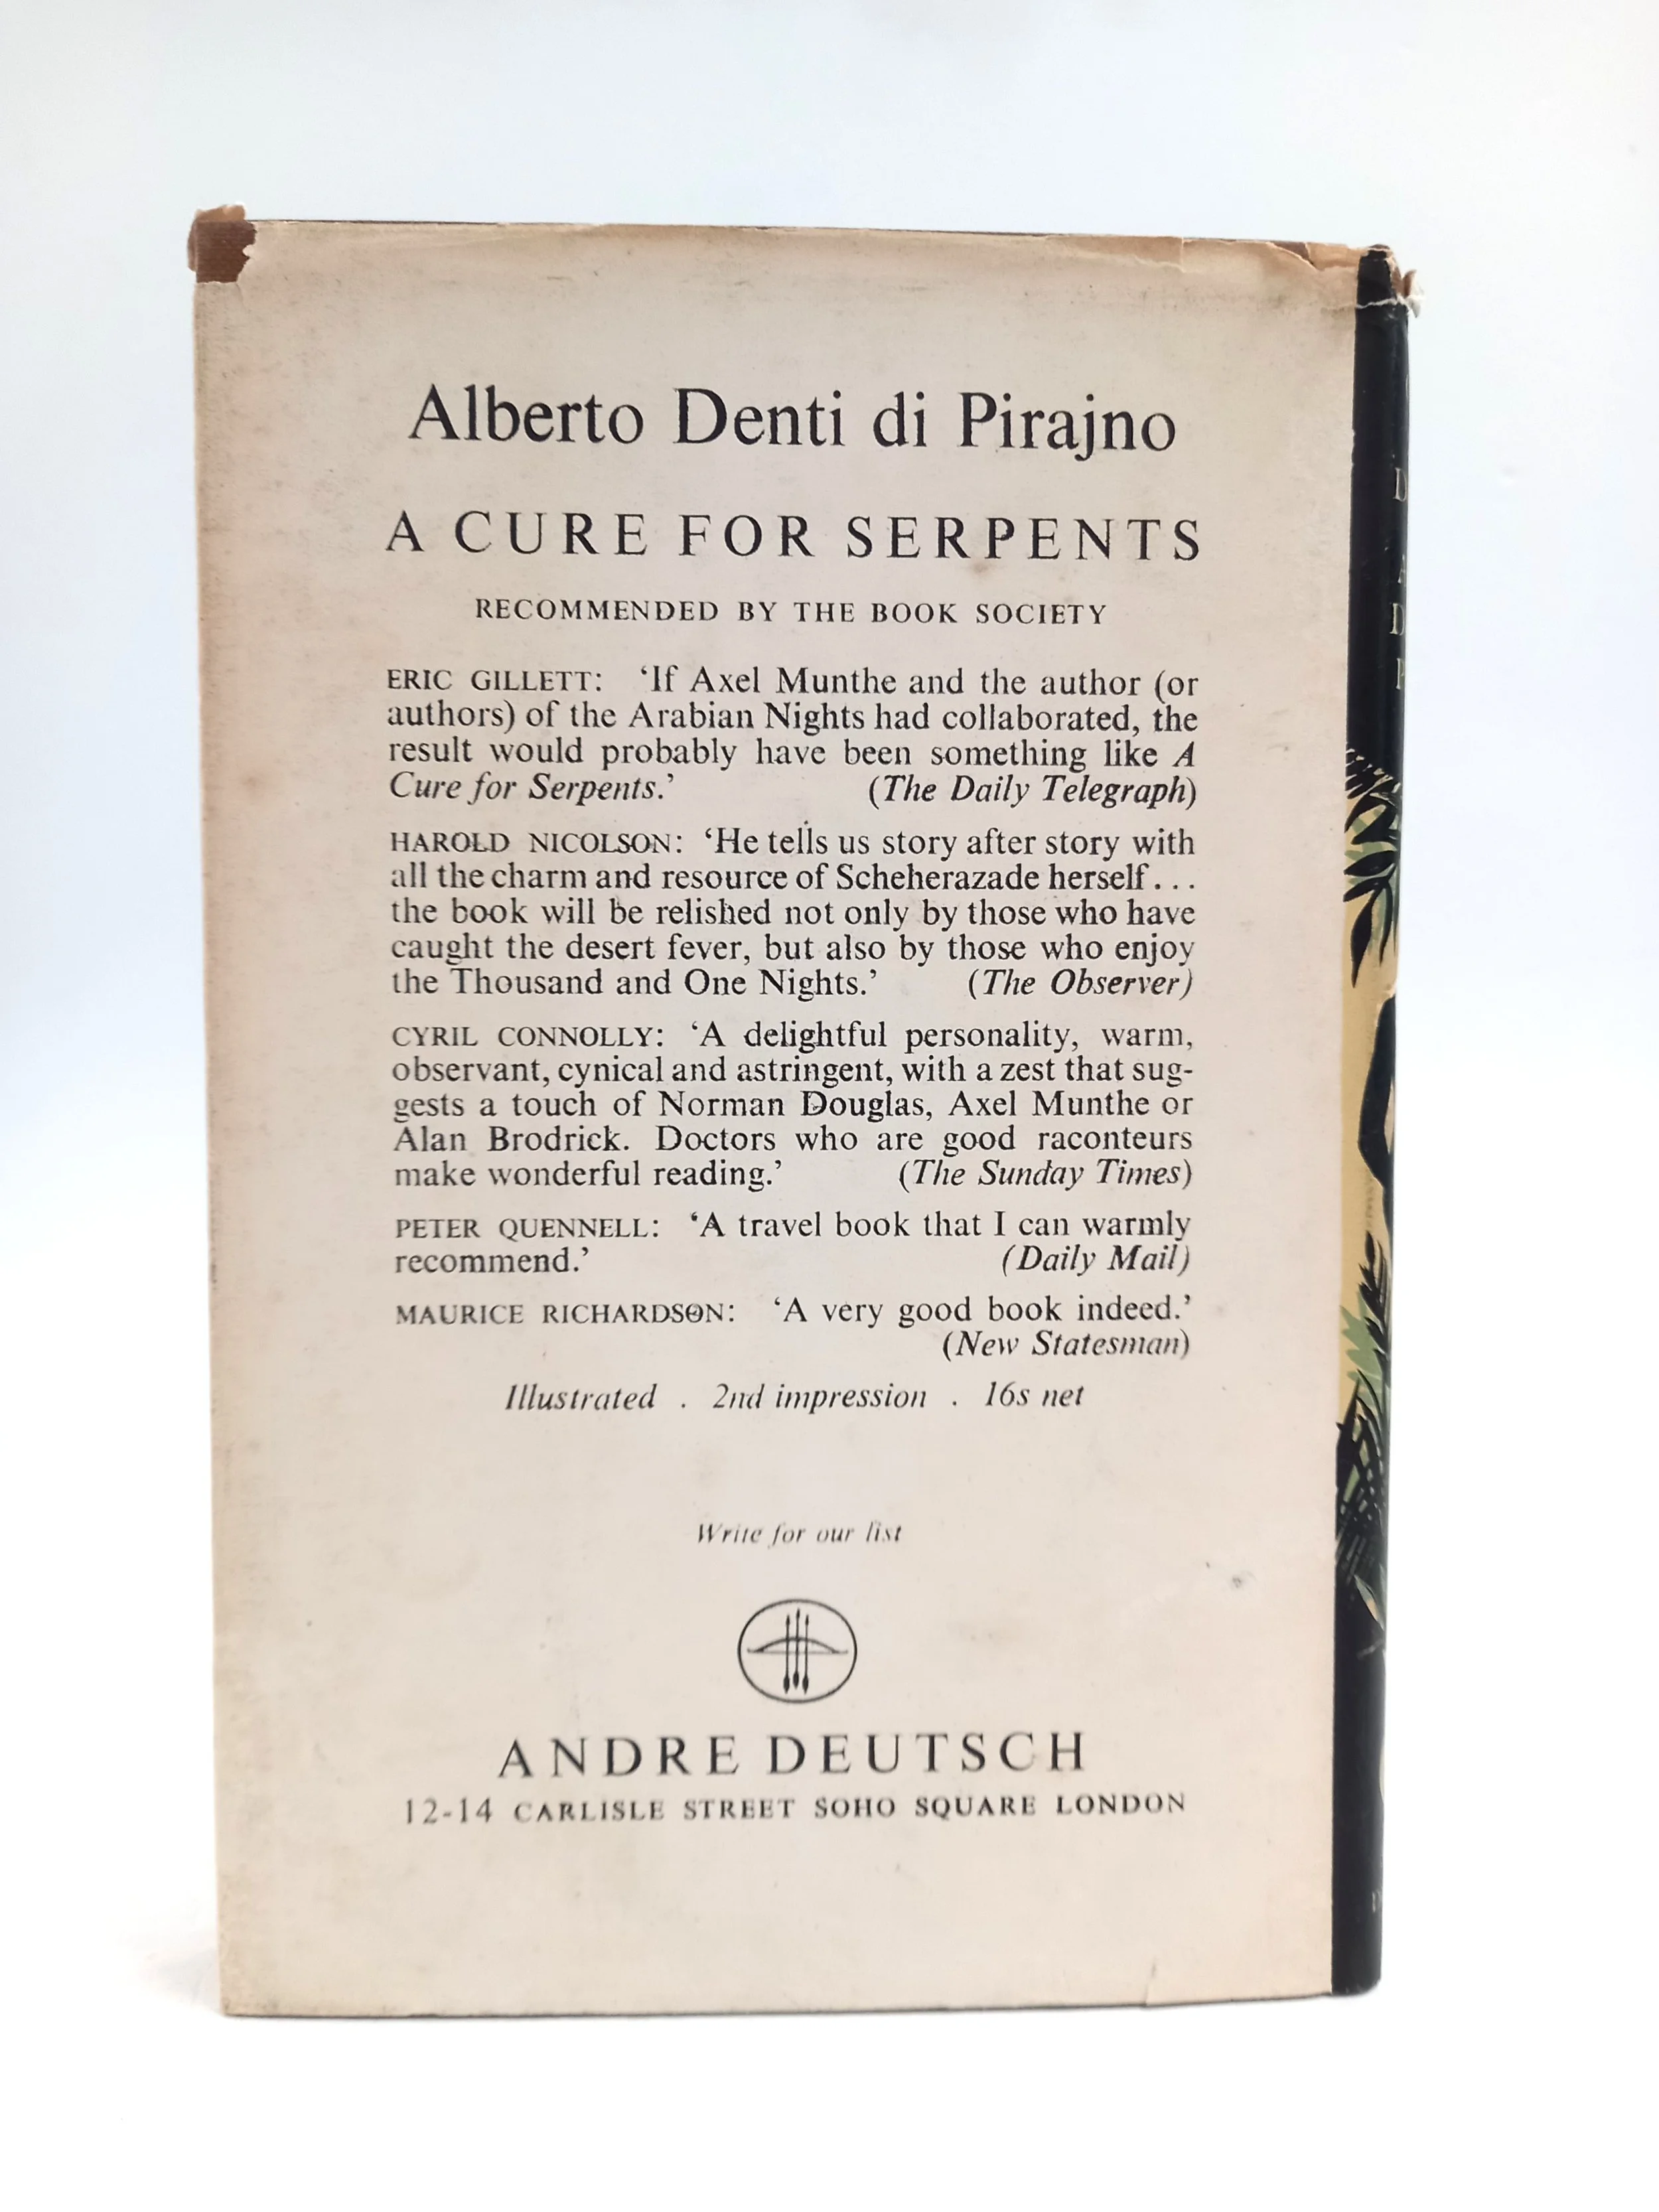 Alberto Denti di Pirajno
A CURE FOR SERPENTS
RECOMMENDED BY THE BOOK SOCIETY
ERIC GILLETT: ‘If Axel Munthe and the author (or
authors) of the Arabian Nights had collaborated, the
result would probably have been something like A
Cure for Serpents.’ (The Daily Telegraph)
HAROLD NICOLSON: ‘He tells us story after story with
all the charm and resource of Scheherazade herself...
the book will be relished not only by those who have
caught the desert fever, but also by those who enjoy
the Thousand and One Nights.’ (The Observer)
CYRIL CONNOLLY: ‘A delightful personality, warm,
observant, cynical and astringent, with a zest that sug-
gests a touch of Norman Douglas, Axel Munthe or
Alan Brodrick. Doctors who are good raconteurs
make wonderful reading.’ (The Sunday Times)
PETER QUENNELL: ‘A travel book that I can warmly
recommend.’ (Daily Mail)
MAURICE RICHARDSON: ‘A very good book indeed.’
(New Statesman)
Illustrated . 2nd impression . 16s net
Write for our list
ANDRE DEUTSCH
12-14 CARLISLE STREET SOHO SQUARE LONDON